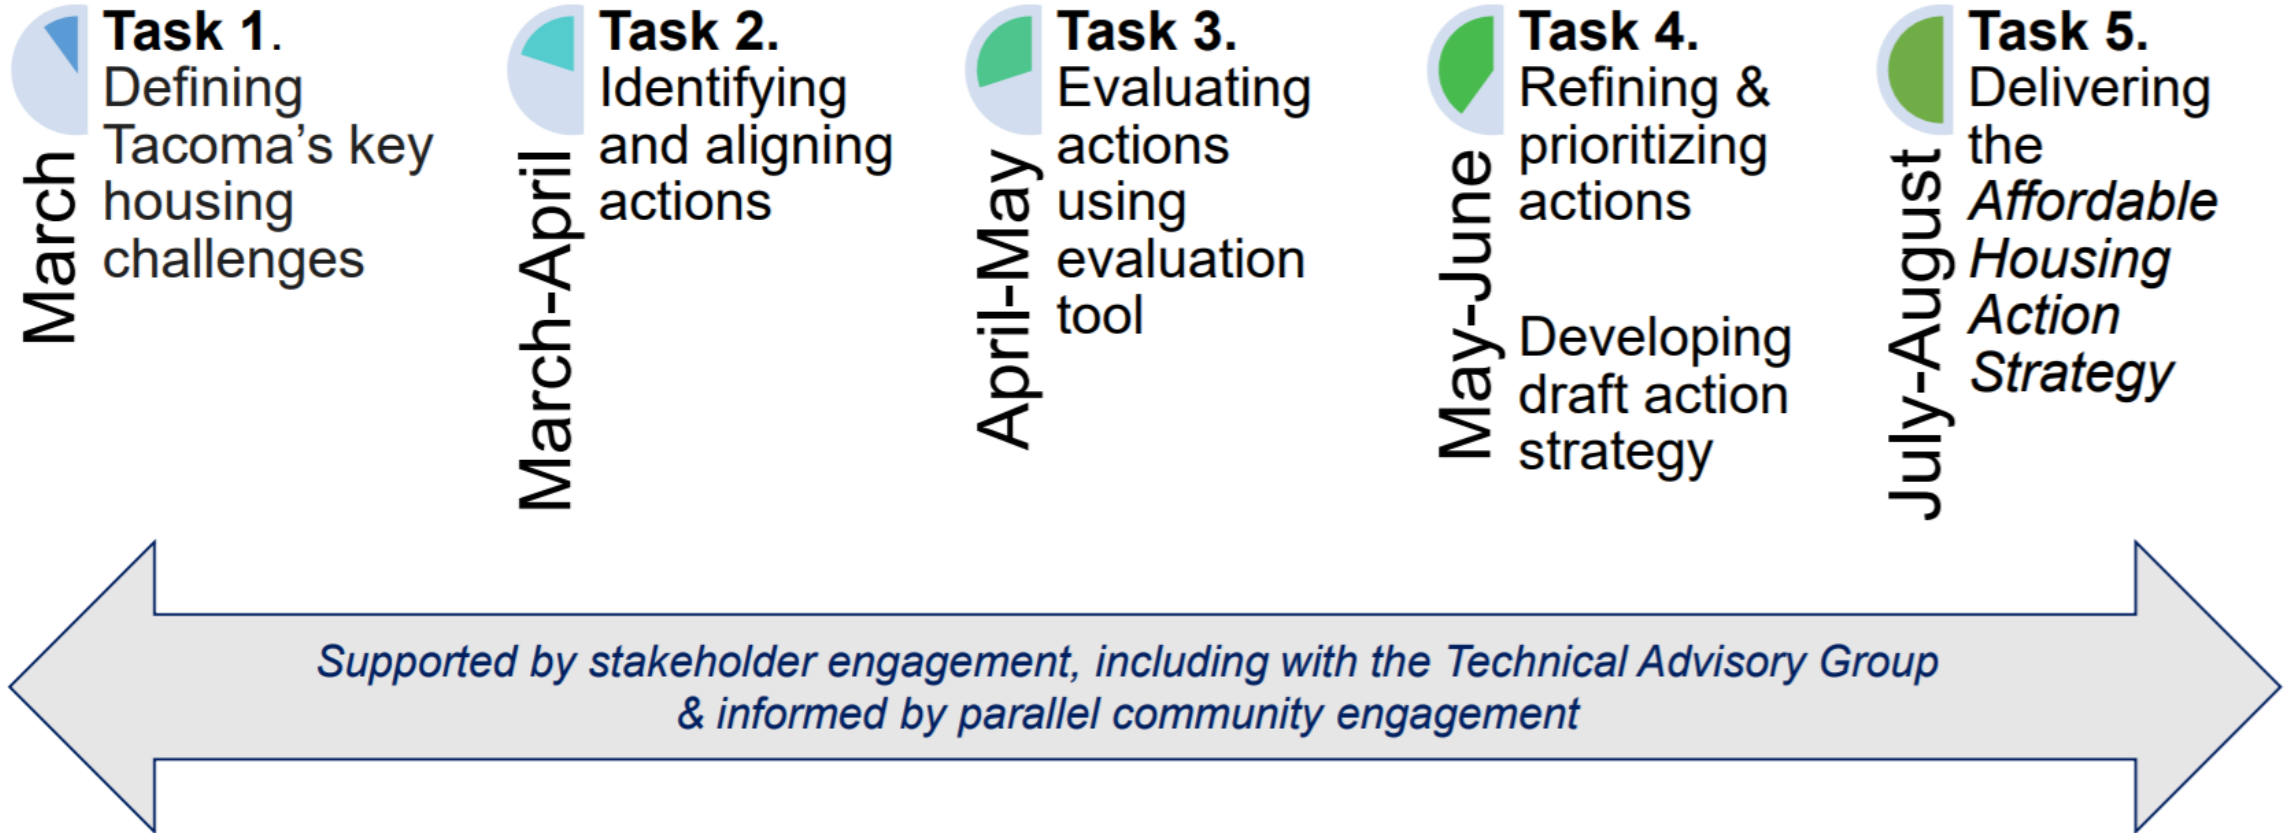 Task 1.
Defining
Tacoma’s key
housing
challenges
March
Task 2.
Identifying
and aligning
actions
March-April
Task 3.
Evaluating
actions
using
evaluation
tool
April-May
Task 4.
Refining &
prioritizing
actions
Developing
draft action
strategy
May-June
Task 5.
Delivering
the
Affordable
Housing
Action
Strategy
July-August
Supported by stakeholder engagement, including with the Technical Advisory Group
& informed by parallel community engagement